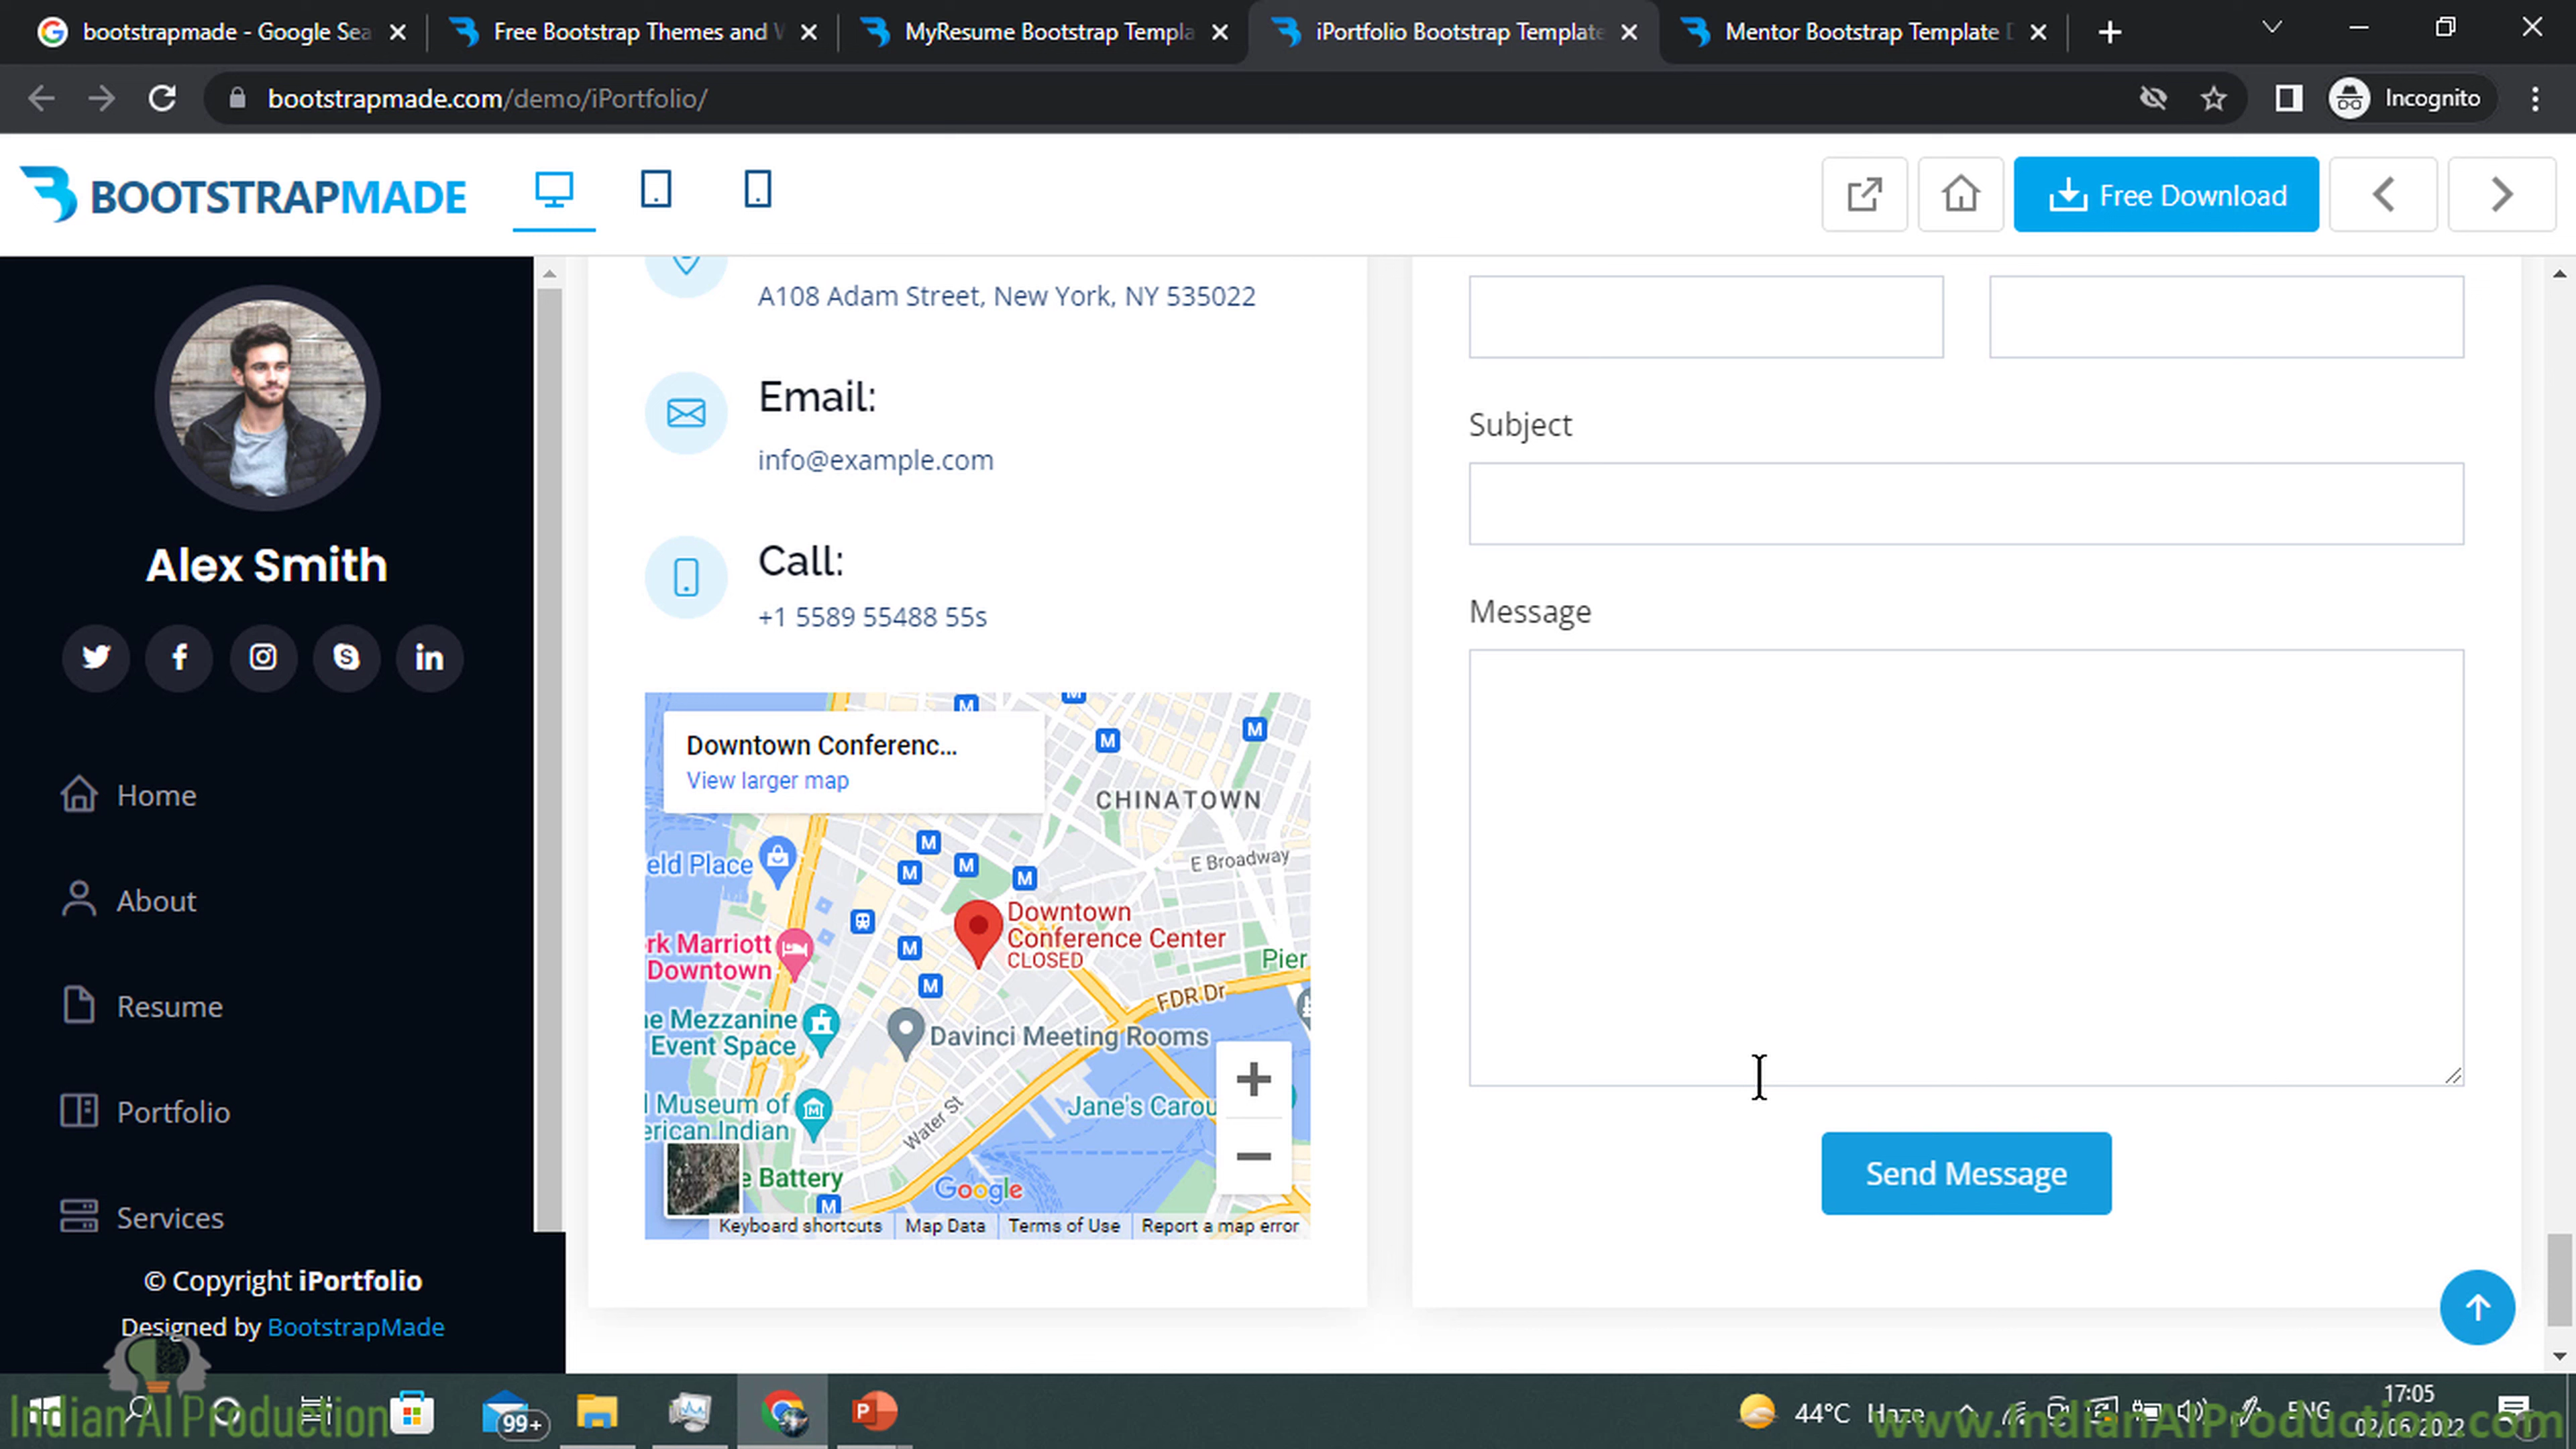 bootstrapmade - Google Sea
Free Bootstrap Themes and W
MyResume Bootstrap Templa
iPortfolio Bootstrap Template
Mentor Bootstrap Template D
bootstrapmade.com/demo/iPortfolio/
Incognito
BOOTSTRAPMADE
Free Download
Alex Smith
Home
About
Resume
Portfolio
Services
© Copyright iPortfolio
Designed by BootstrapMade
A108 Adam Street, New York, NY 535022
Email:
info@example.com
Call:
+1 5589 55488 55s
Downtown Conferenc...
View larger map
CHINATOWN
E Broadway
eld Place
Downtown
Conference Center
CLOSED
rk Marriott
Downtown
Pier
FDR Dr
ne Mezzanine
Event Space
Davinci Meeting Rooms
l Museum of
erican Indian
Jane's Carou
Water St
e Battery
Google
Keyboard shortcuts
Map Data
Terms of Use
Report a map error
Subject
Message
Send Message
Indian AI Production
99+
44°C Haze
ENG
17:05
02/06/2022
www.IndianAIProduction.com